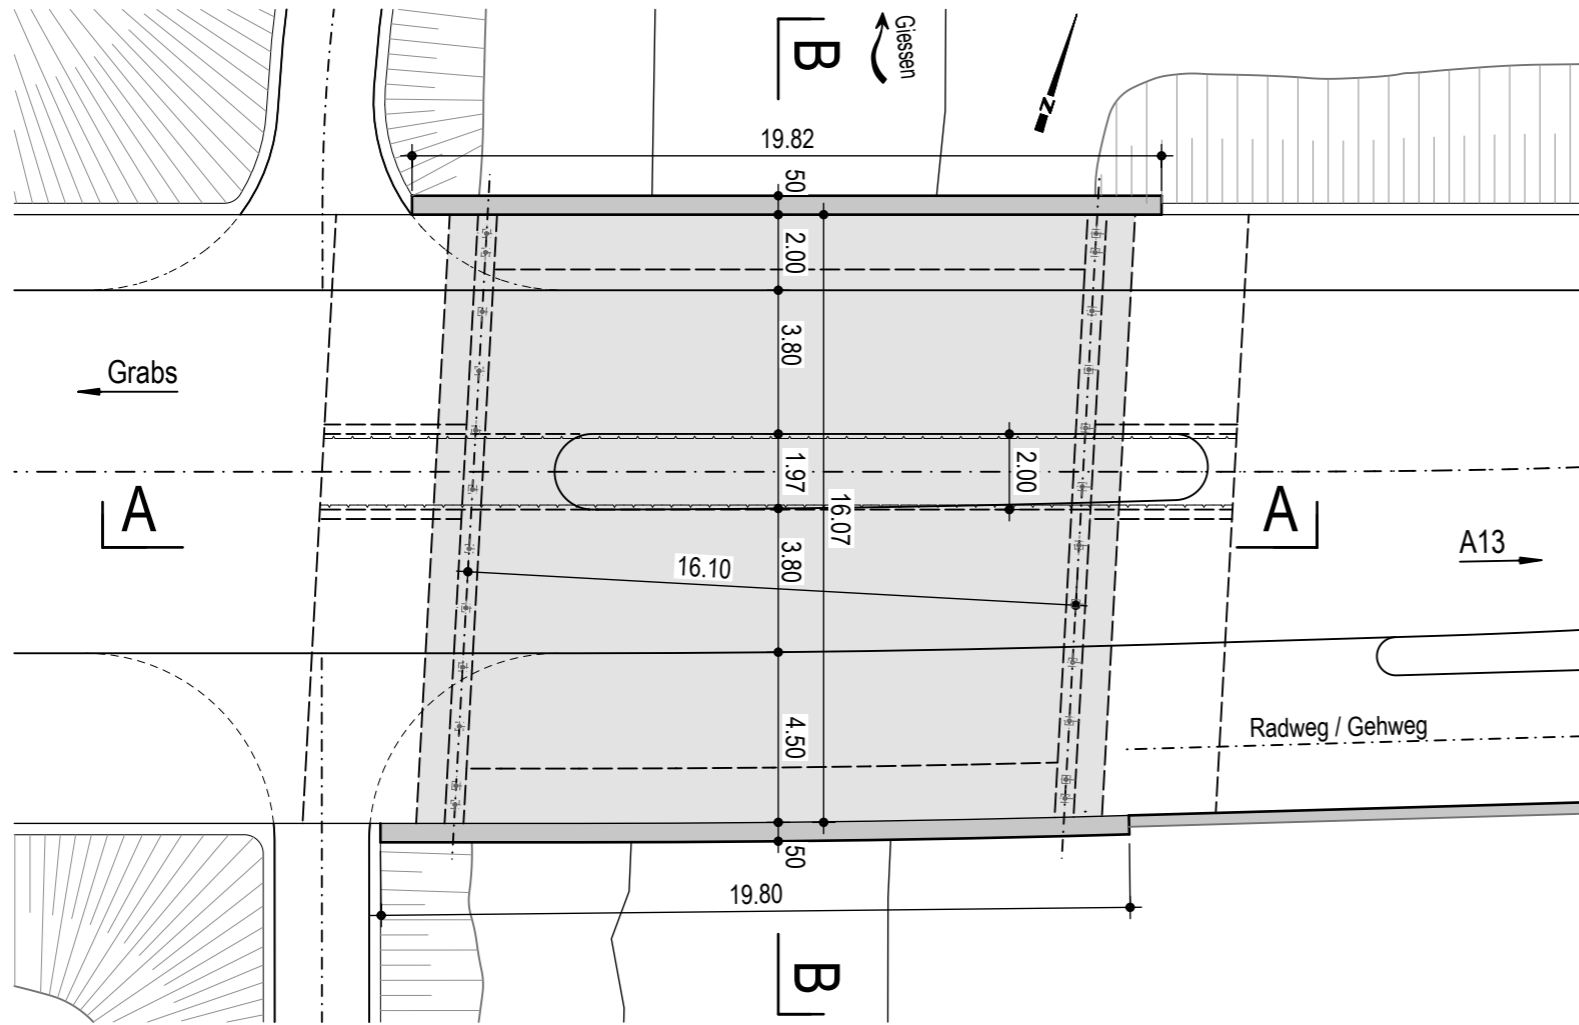 B
Giessen
N
19.82
50
2.00
3.80
Grabs
1.97
2.00
16.07
A
A
A13
16.10
3.80
4.50
Radweg / Gehweg
50
19.80
B